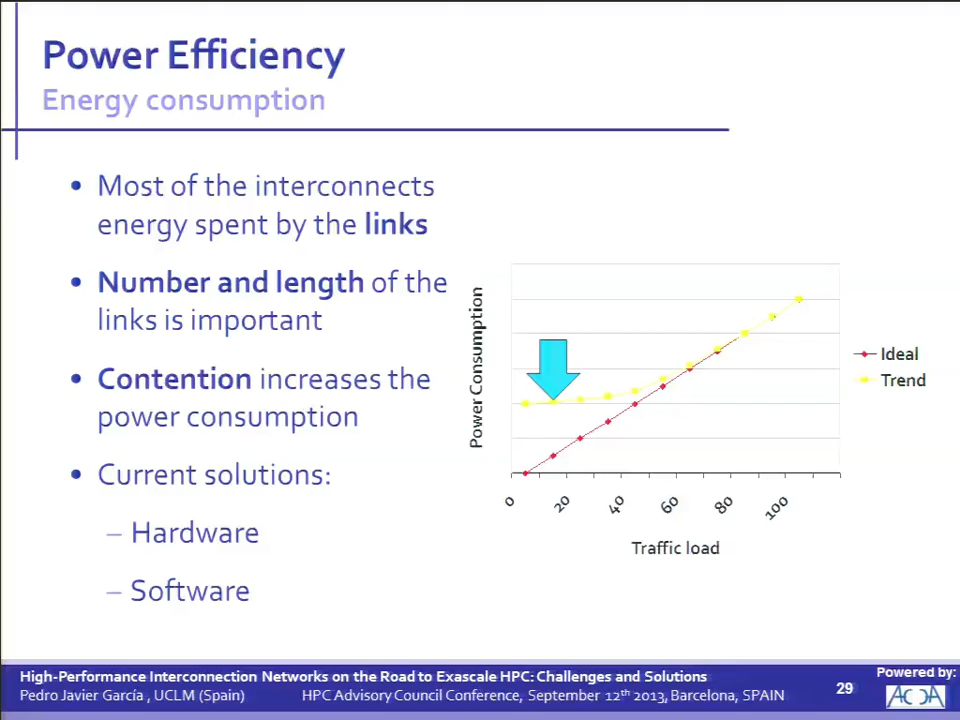 Power Efficiency
Energy consumption
• Most of the interconnects
energy spent by the links
• Number and length of the
links is important
• Contention increases the
power consumption
• Current solutions:
– Hardware
– Software
Power Consumption
Ideal
Trend
0 20 40 60 80 100
Traffic load
High-Performance Interconnection Networks on the Road to Exascale HPC: Challenges and Solutions
Pedro Javier García , UCLM (Spain) HPC Advisory Council Conference, September 12th 2013, Barcelona, SPAIN
29
Powered by: